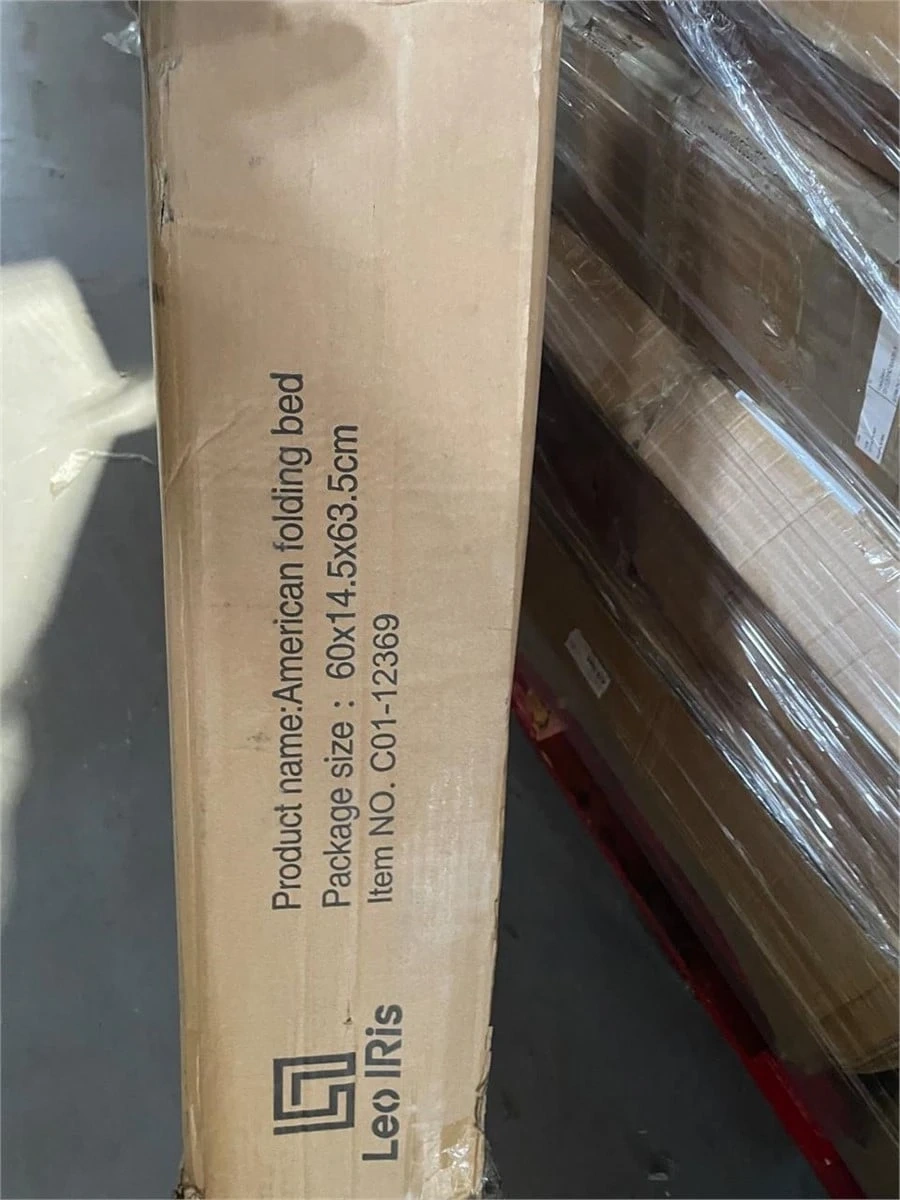 Product name:American folding bed
Package size : 60x14.5x63.5cm
Item NO. C01-12369
Leo IRis